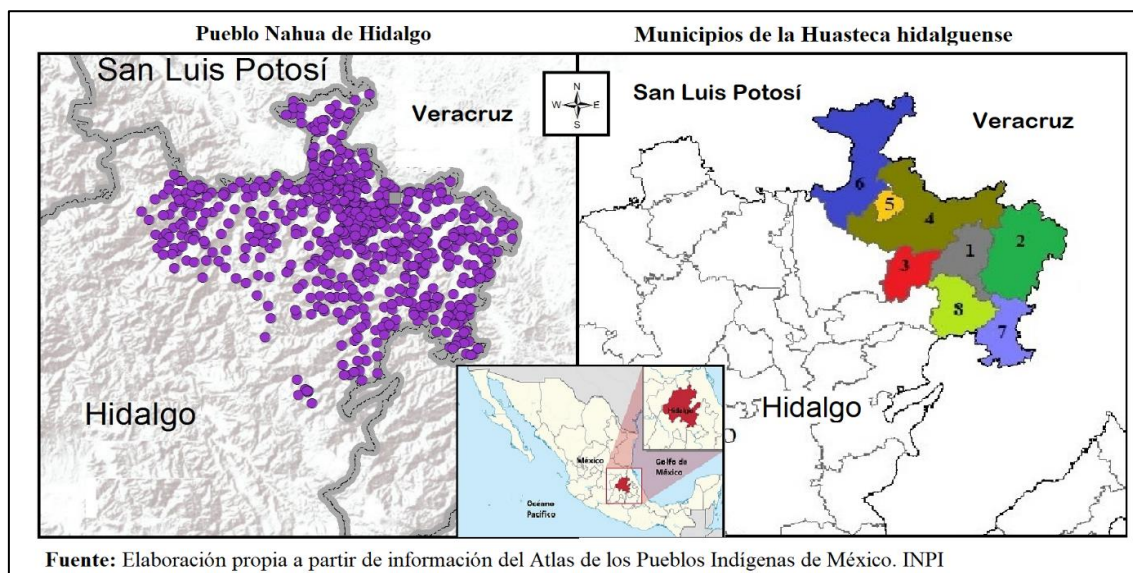 Pueblo Nahua de Hidalgo
Municipios de la Huasteca hidalguense
San Luis Potosí
Veracruz
Hidalgo
N
W E
S
San Luis Potosí
Veracruz
6
5
4
1
2
3
8
7
Hidalgo
Hidalgo
México
Golfo de
México
Océano
Pacífico
Fuente: Elaboración propia a partir de información del Atlas de los Pueblos Indígenas de México. INPI